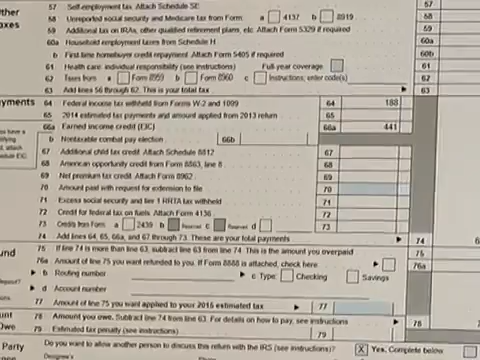 57 Self-employment tax. Attach Schedule SE 57
Other 58 Unreported social security and Medicare tax from Form a 4137 b 8919 58
Taxes 59 Additional tax on IRAs, other qualified retirement plans, etc. Attach Form 5329 if required 59
60a Household employment taxes from Schedule H 60a
b First-time homebuyer credit repayment. Attach Form 5405 if required 60b
61 Health care: individual responsibility (see instructions) Full-year coverage 61
62 Taxes from a Form 8959 b Form 8960 c Instructions; enter code(s) 62
63 Add lines 56 through 62. This is your total tax 63
Payments 64 Federal income tax withheld from Forms W-2 and 1099 64 188
65 2014 estimated tax payments and amount applied from 2013 return 65
66a Earned income credit (EIC) 66a 441
b Nontaxable combat pay election 66b
67 Additional child tax credit. Attach Schedule 8812 67
68 American opportunity credit from Form 8863, line 8 68
69 Net premium tax credit. Attach Form 8962 69
70 Amount paid with request for extension to file 70
71 Excess social security and tier 1 RRTA tax withheld 71
72 Credit for federal tax on fuels. Attach Form 4136 72
73 Credits from Form: a 2439 b Reserved c Reserved d 73
74 Add lines 64, 65, 66a, and 67 through 73. These are your total payments 74
75 If line 74 is more than line 63, subtract line 63 from line 74. This is the amount you overpaid 75
76a Amount of line 75 you want refunded to you. If Form 8888 is attached, check here 76a
b Routing number c Type: Checking Savings
d Account number
77 Amount of line 75 you want applied to your 2015 estimated tax 77
78 Amount you owe. Subtract line 74 from line 63. For details on how to pay, see instructions 78
Owe 79 Estimated tax penalty (see instructions) 79
Party Do you want to allow another person to discuss this return with the IRS (see instructions)? X Yes. Complete below
Designee's